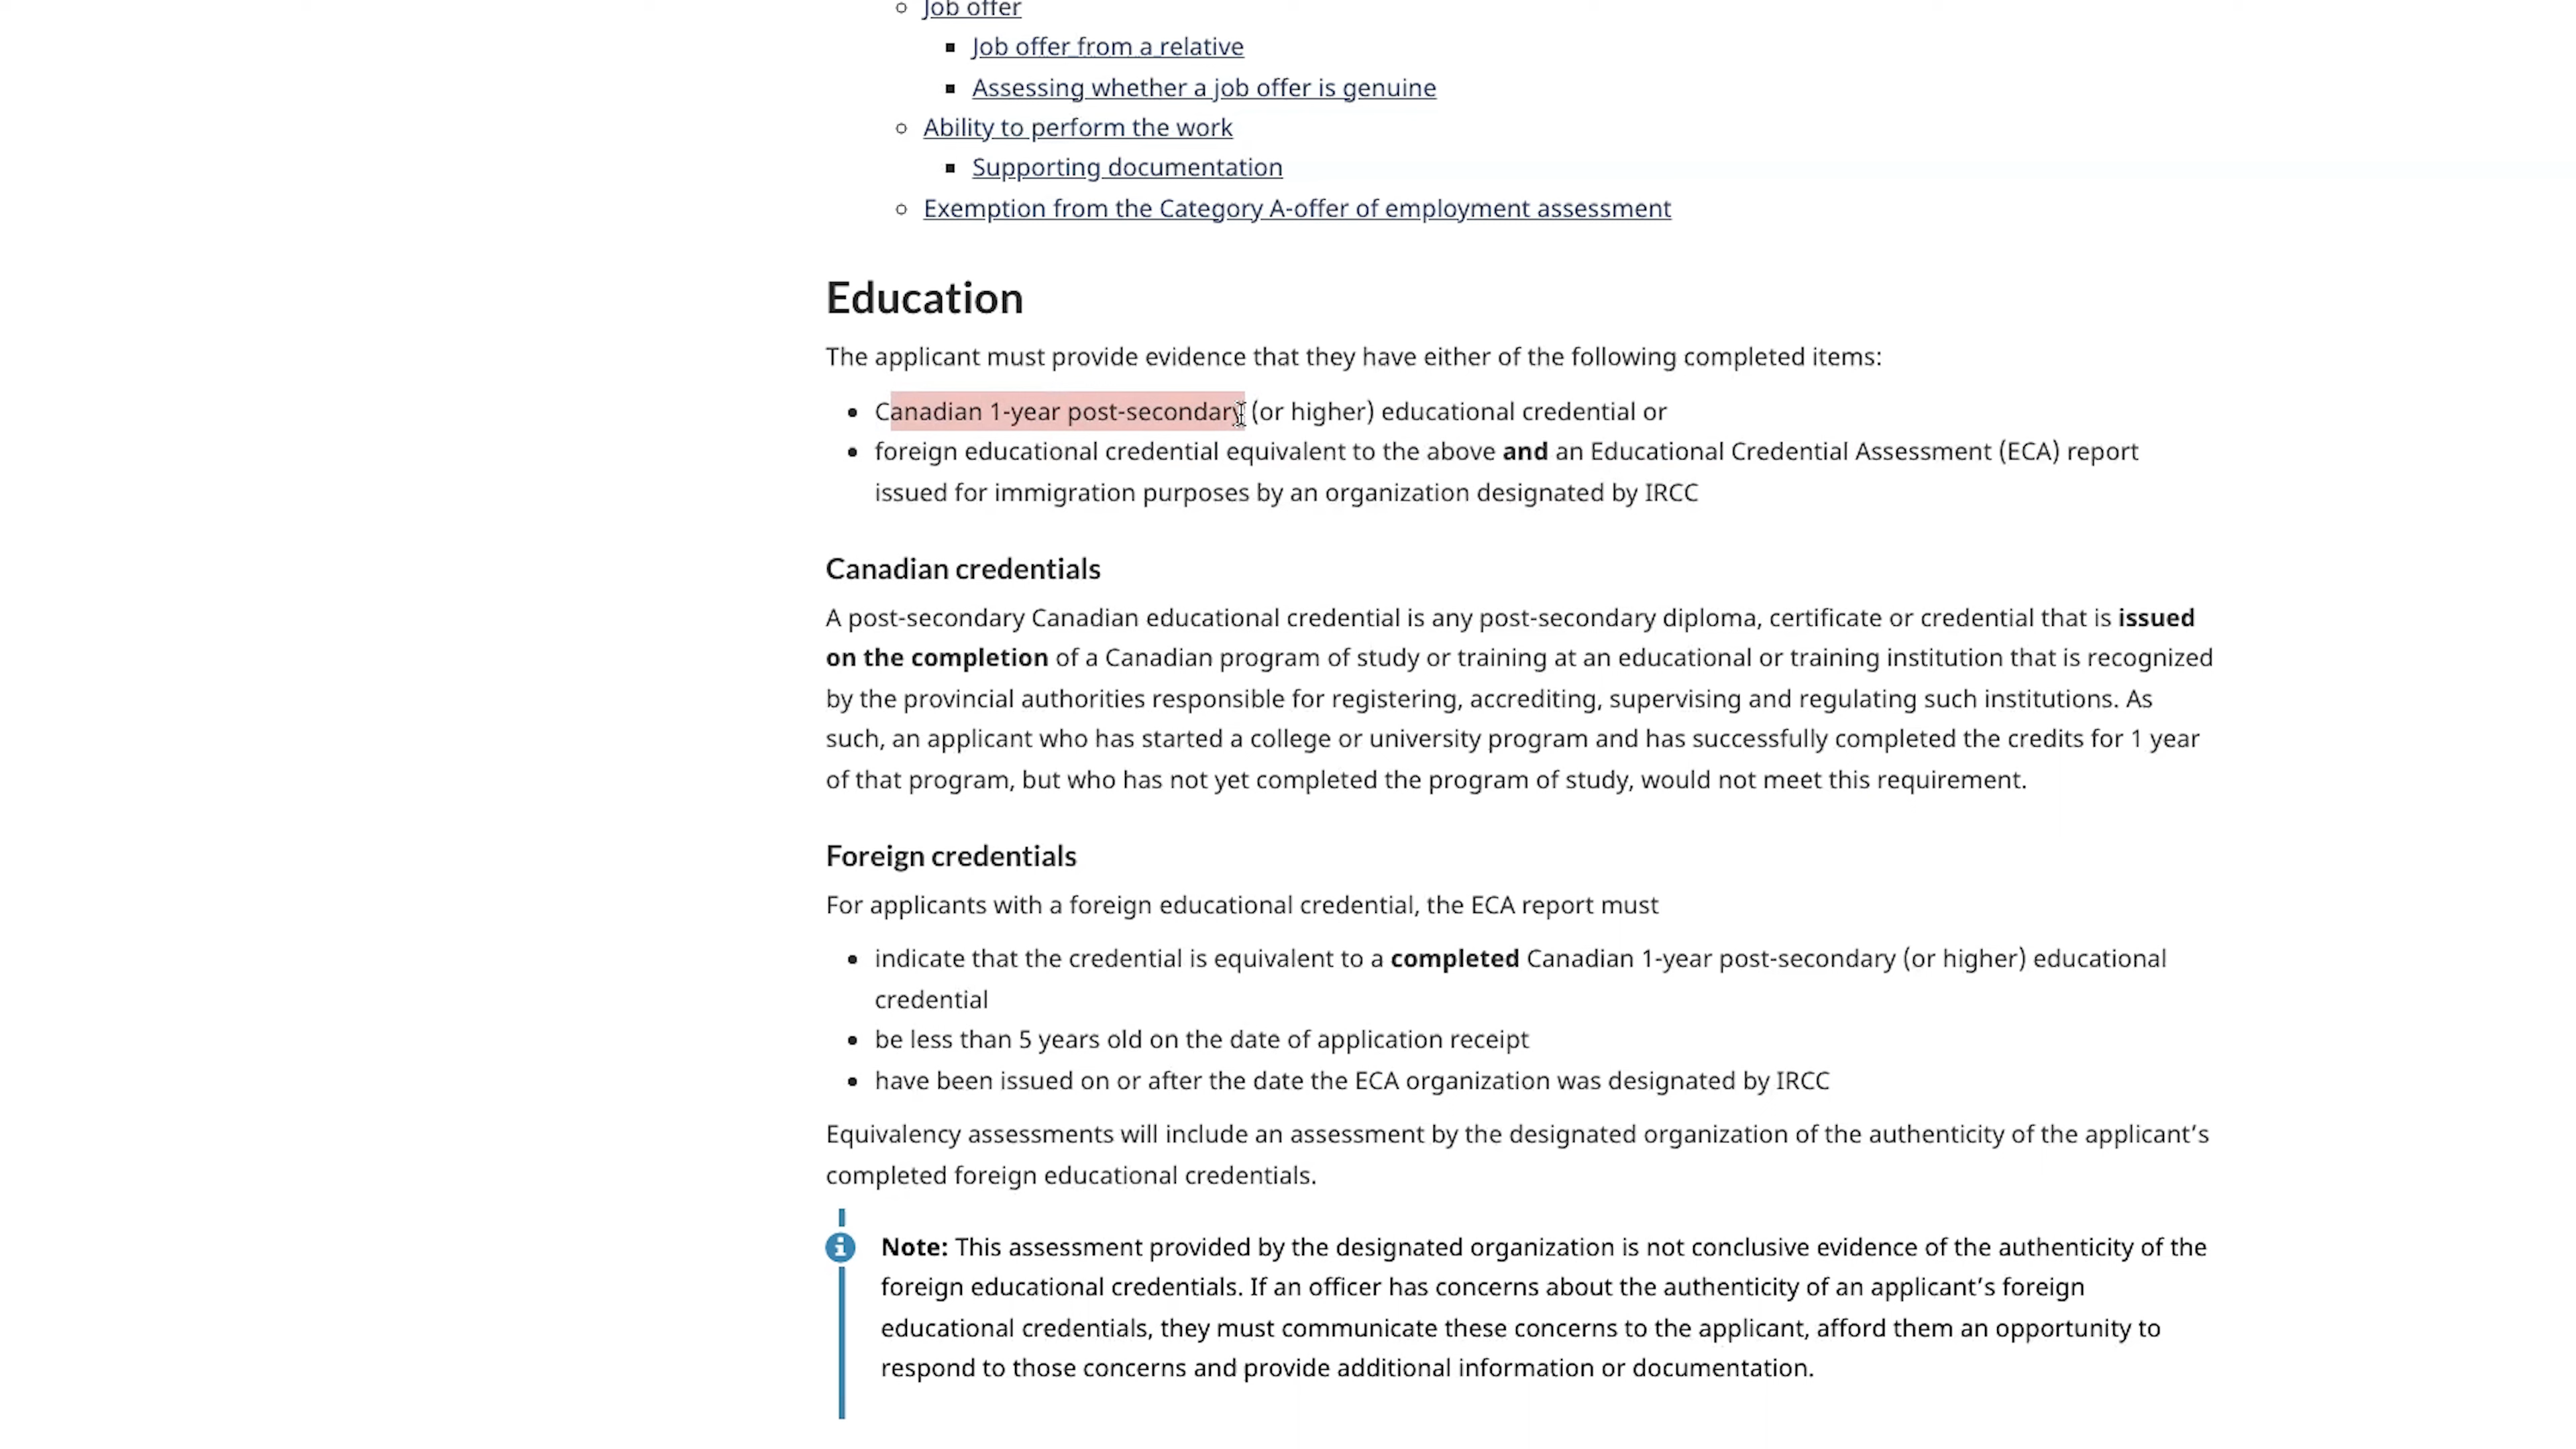 Job offer
Job offer from a relative
Assessing whether a job offer is genuine
Ability to perform the work
Supporting documentation
Exemption from the Category A-offer of employment assessment
Education
The applicant must provide evidence that they have either of the following completed items:
Canadian 1-year post-secondary (or higher) educational credential or
foreign educational credential equivalent to the above and an Educational Credential Assessment (ECA) report
issued for immigration purposes by an organization designated by IRCC
Canadian credentials
A post-secondary Canadian educational credential is any post-secondary diploma, certificate or credential that is issued
on the completion of a Canadian program of study or training at an educational or training institution that is recognized
by the provincial authorities responsible for registering, accrediting, supervising and regulating such institutions. As
such, an applicant who has started a college or university program and has successfully completed the credits for 1 year
of that program, but who has not yet completed the program of study, would not meet this requirement.
Foreign credentials
For applicants with a foreign educational credential, the ECA report must
indicate that the credential is equivalent to a completed Canadian 1-year post-secondary (or higher) educational
credential
be less than 5 years old on the date of application receipt
have been issued on or after the date the ECA organization was designated by IRCC
Equivalency assessments will include an assessment by the designated organization of the authenticity of the applicant’s
completed foreign educational credentials.
Note: This assessment provided by the designated organization is not conclusive evidence of the authenticity of the
foreign educational credentials. If an officer has concerns about the authenticity of an applicant’s foreign
educational credentials, they must communicate these concerns to the applicant, afford them an opportunity to
respond to those concerns and provide additional information or documentation.